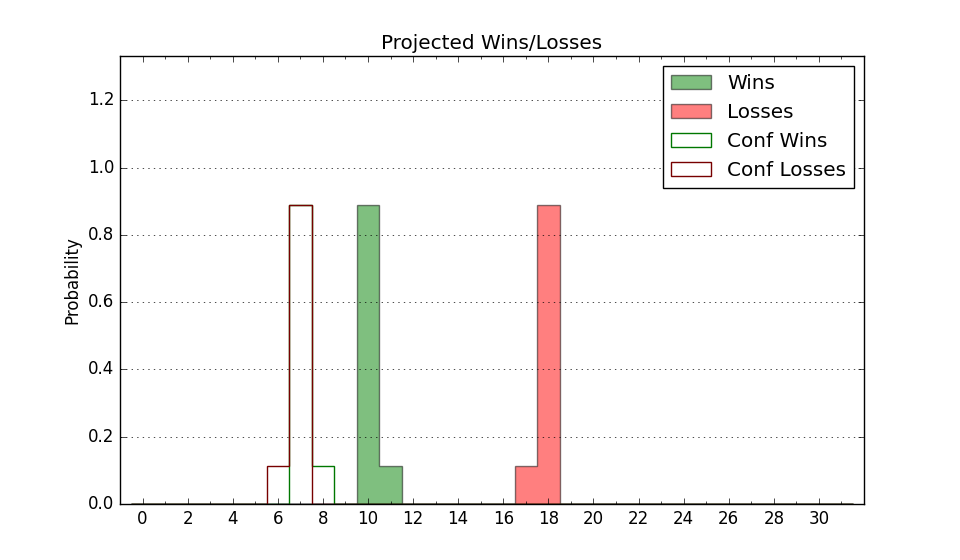 Projected Wins/Losses
Wins
Losses
Conf Wins
Conf Losses
Probability
1.2
1.0
0.8
0.6
0.4
0.2
0.0
0 2 4 6 8 10 12 14 16 18 20 22 24 26 28 30